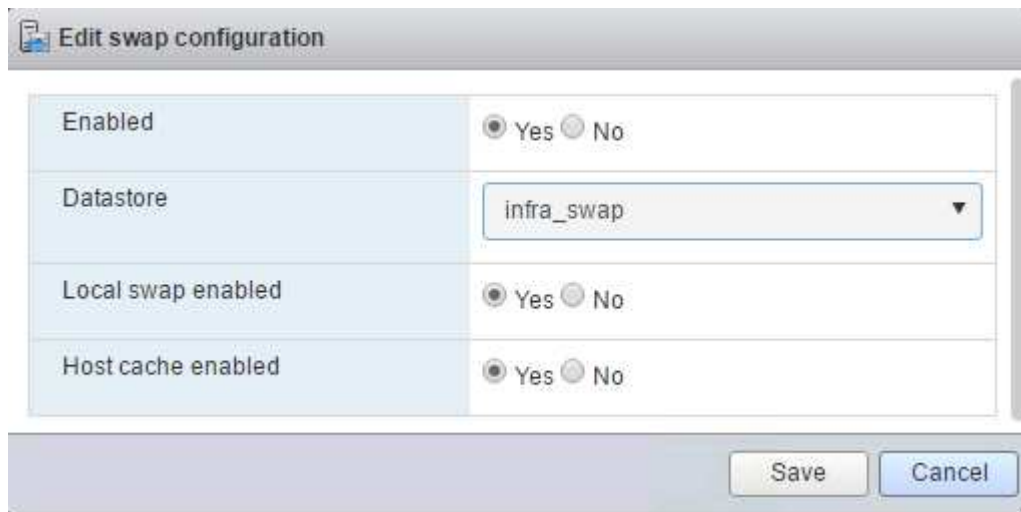 Edit swap configuration
Enabled Yes No
Datastore infra_swap
Local swap enabled Yes No
Host cache enabled Yes No
Save Cancel